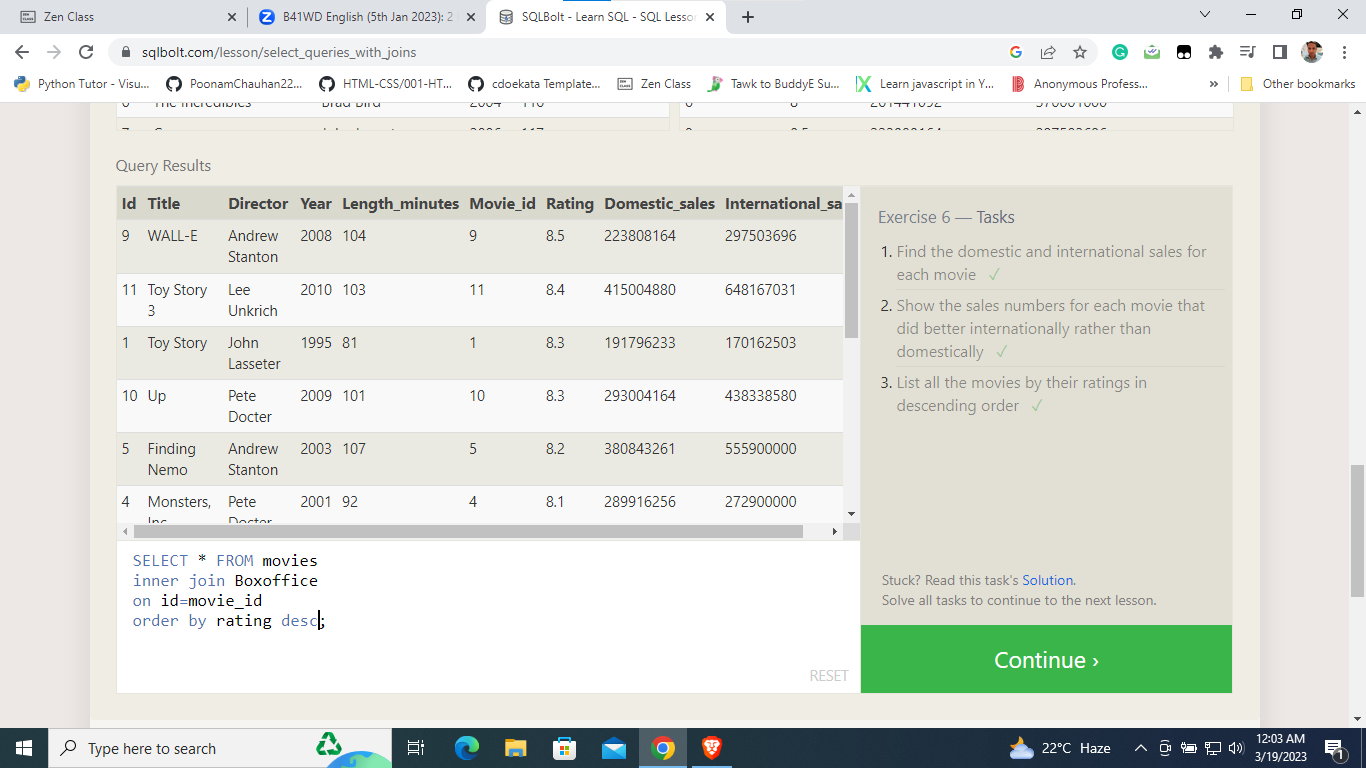 Zen Class
B41WD English (5th Jan 2023): 2
SQLBolt - Learn SQL - SQL Lesson
sqlbolt.com/lesson/select_queries_with_joins
Python Tutor - Visu...
PoonamChauhan22...
HTML-CSS/001-HT...
cdoekata Template...
Zen Class
Tawk to BuddyE Su...
Learn javascript in Y...
Anonymous Profess...
»
Other bookmarks
Query Results
Id Title Director Year Length_minutes Movie_id Rating Domestic_sales International_sa
9 WALL-E Andrew 2008 104 9 8.5 223808164 297503696
Stanton
11 Toy Story Lee 2010 103 11 8.4 415004880 648167031
3 Unkrich
1 Toy Story John 1995 81 1 8.3 191796233 170162503
Lasseter
10 Up Pete 2009 101 10 8.3 293004164 438338580
Docter
5 Finding Andrew 2003 107 5 8.2 380843261 555900000
Nemo Stanton
4 Monsters, Pete 2001 92 4 8.1 289916256 272900000
SELECT * FROM movies
inner join Boxoffice
on id=movie_id
order by rating desc;
RESET
Exercise 6 — Tasks
1. Find the domestic and international sales for
each movie ✓
2. Show the sales numbers for each movie that
did better internationally rather than
domestically ✓
3. List all the movies by their ratings in
descending order ✓
Stuck? Read this task's Solution.
Solve all tasks to continue to the next lesson.
Continue ›
Type here to search
22°C Haze
12:03 AM
3/19/2023
1